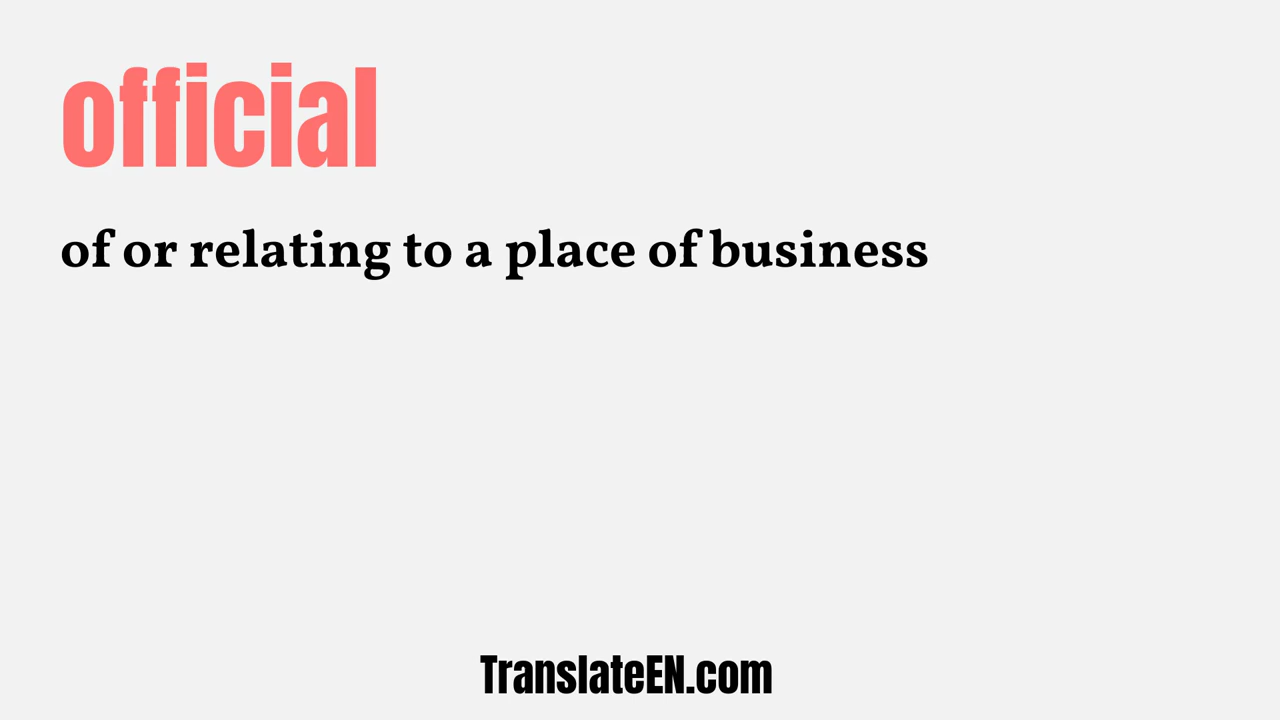 official
of or relating to a place of business
TranslateEN.com